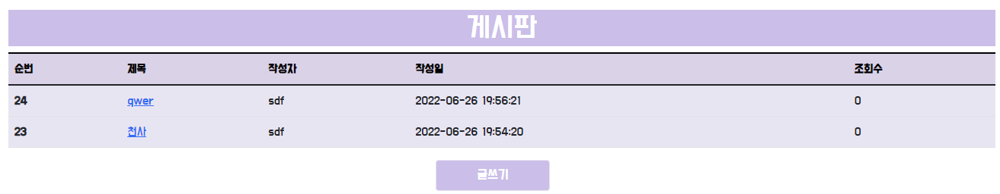 게시판
순번 제목 작성자 작성일 조회수
24 qwer sdf 2022-06-26 19:56:21 0
23 천사 sdf 2022-06-26 19:54:20 0
글쓰기